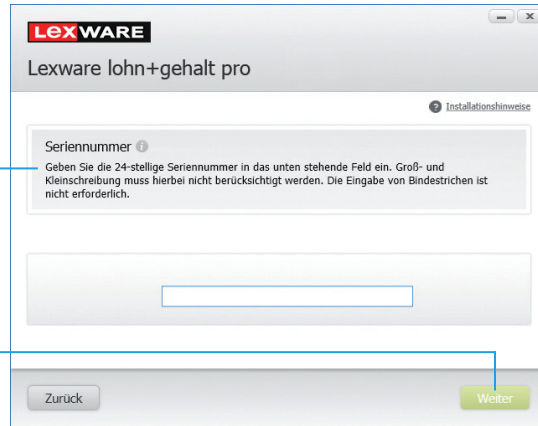 LEXWARE
Lexware lohn+gehalt pro
? Installationshinweise
Seriennummer i
Geben Sie die 24-stellige Seriennummer in das unten stehende Feld ein. Groß- und
Kleinschreibung muss hierbei nicht berücksichtigt werden. Die Eingabe von Bindestrichen ist
nicht erforderlich.
Zurück
Weiter